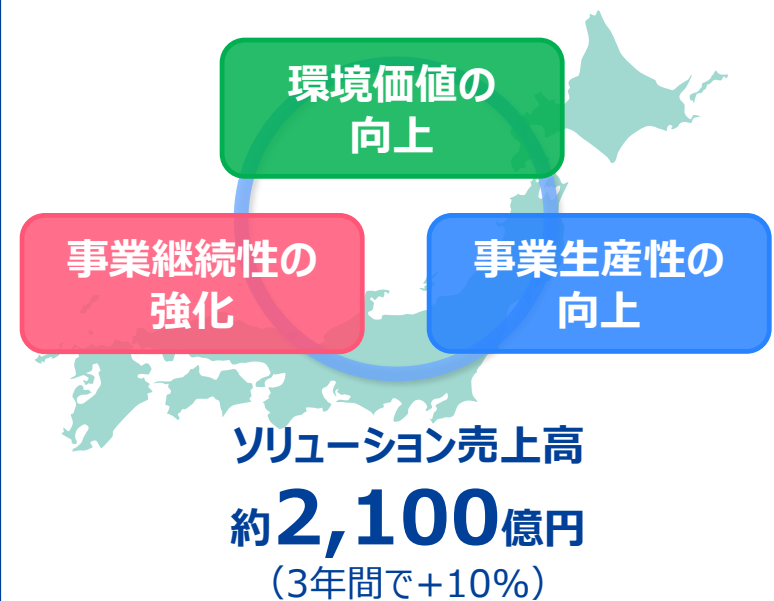 環境価値の
向上
事業継続性の
強化
事業生産性の
向上
ソリューション売上高
約2,100億円
（3年間で+10%）